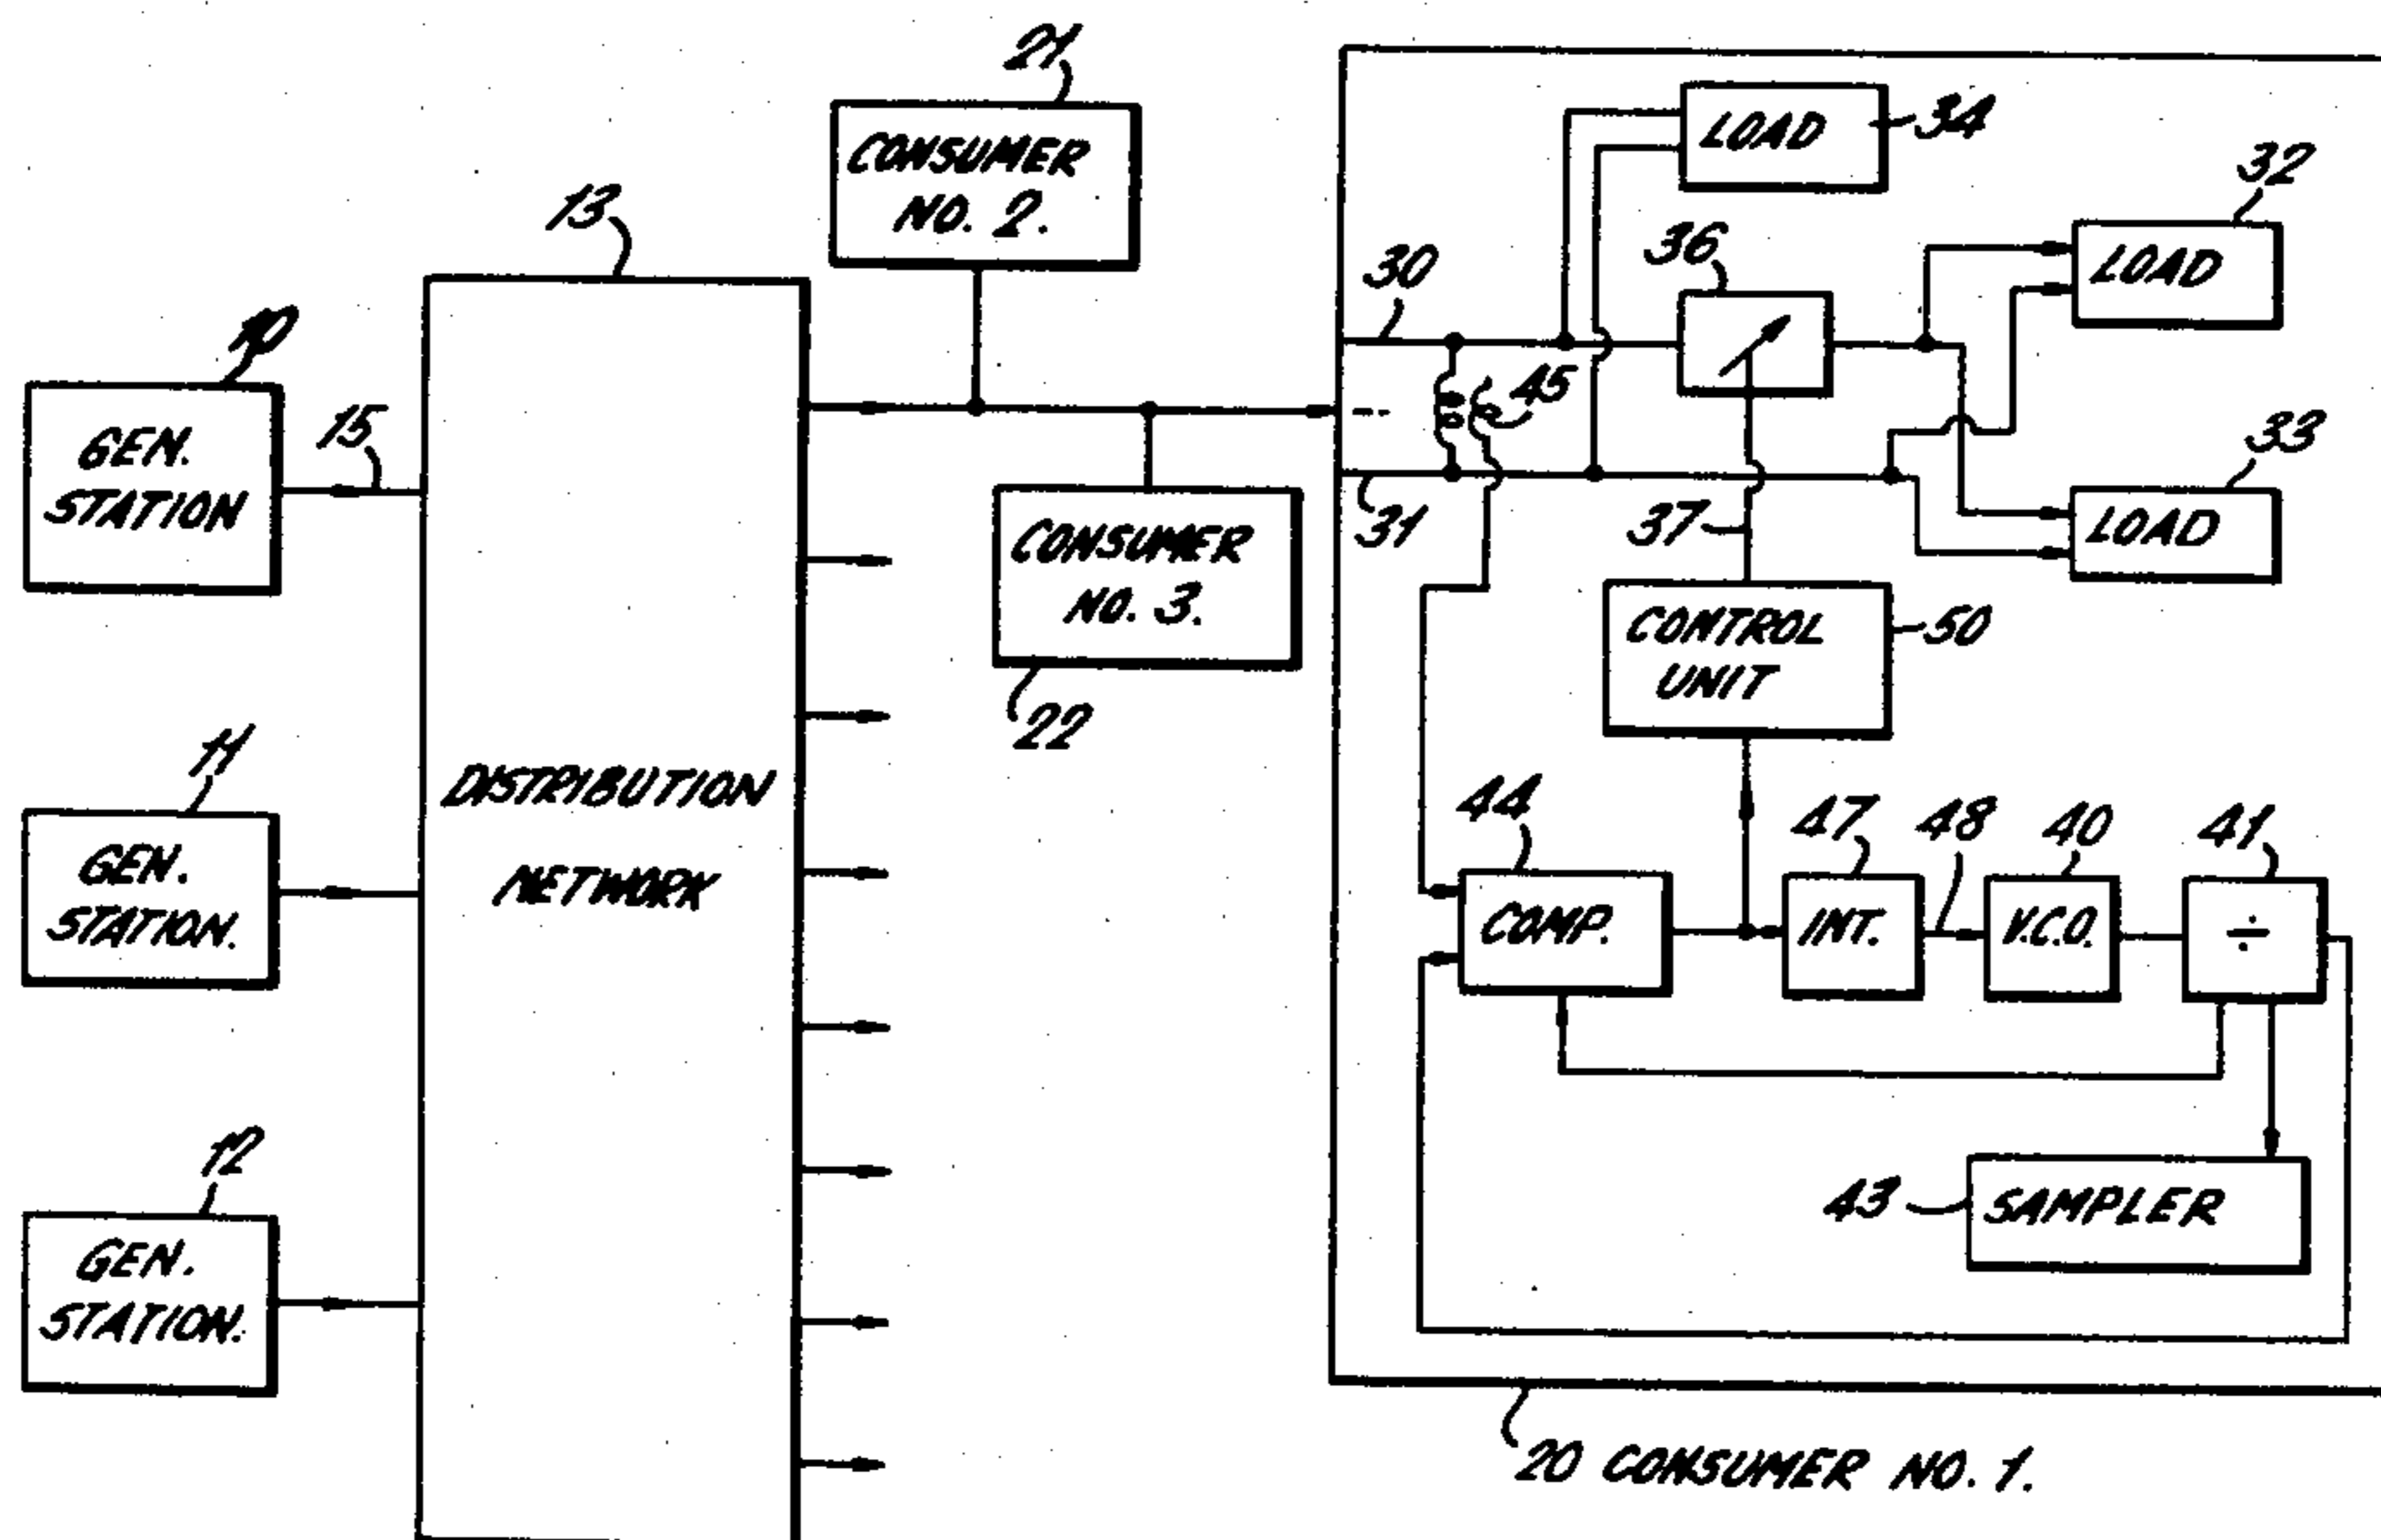 10
GEN.
STATION
15
11
GEN.
STATION.
12
GEN.
STATION.
13
DISTRIBUTION
NETWORK
21
CONSUMER
NO. 2.
CONSUMER
NO. 3.
22
LOAD
34
32
LOAD
36
30
45
33
LOAD
31
37
CONTROL
UNIT
50
44
COMP.
47
INT.
48
40
V.C.O.
41
÷
43
SAMPLER
20 CONSUMER NO. 1.